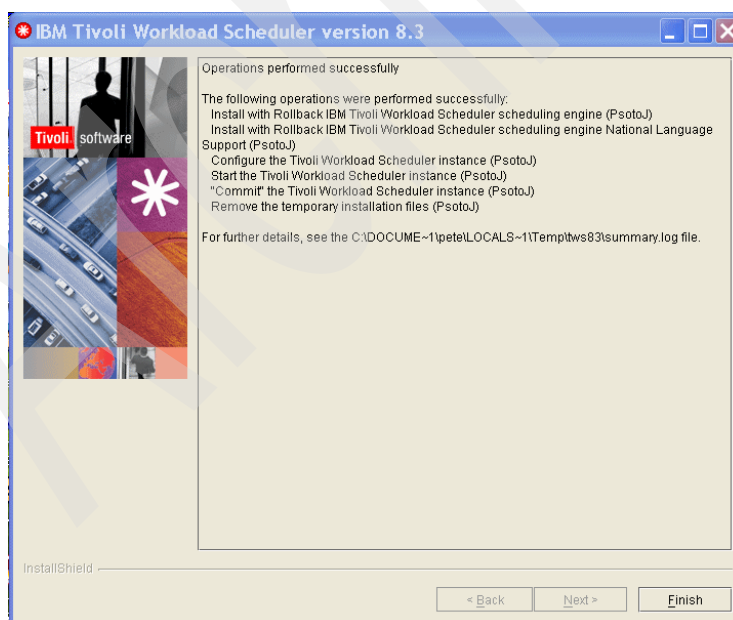 IBM Tivoli Workload Scheduler version 8.3
Tivoli. software
Operations performed successfully
The following operations were performed successfully:
Install with Rollback IBM Tivoli Workload Scheduler scheduling engine (PsotoJ)
Install with Rollback IBM Tivoli Workload Scheduler scheduling engine National Language
Support (PsotoJ)
Configure the Tivoli Workload Scheduler instance (PsotoJ)
Start the Tivoli Workload Scheduler instance (PsotoJ)
"Commit" the Tivoli Workload Scheduler instance (PsotoJ)
Remove the temporary installation files (PsotoJ)
For further details, see the C:\DOCUME~1\pete\LOCALS~1\Temp\tws83\summary.log file.
InstallShield
< Back
Next >
Finish